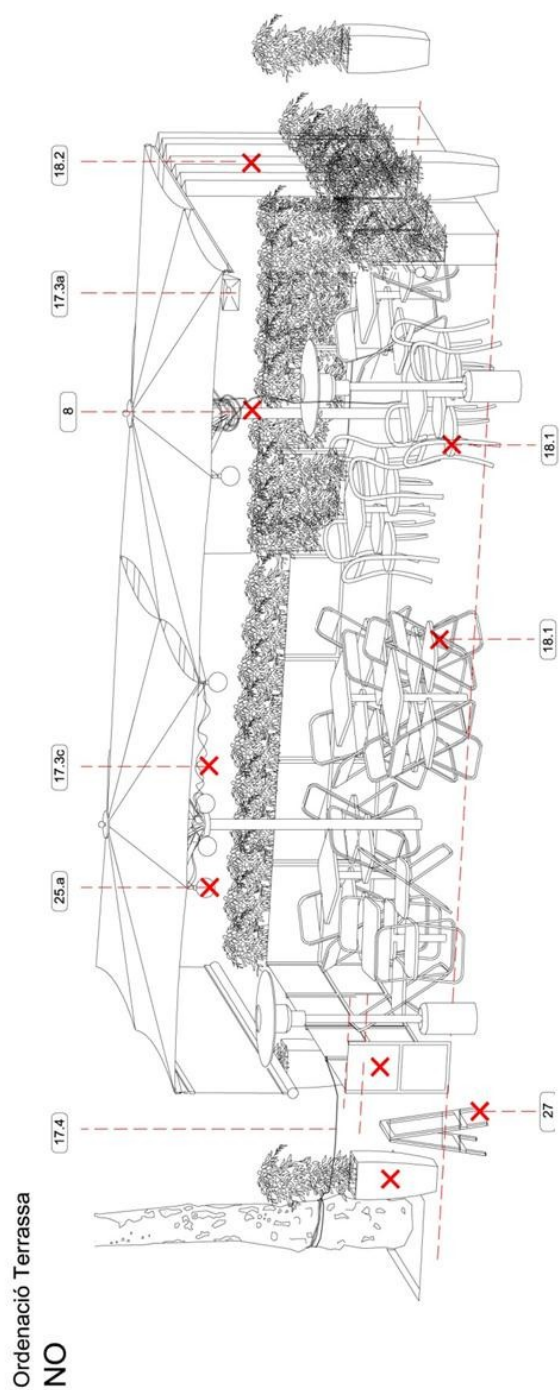 Ordenació Terrassa
NO
17.4
25.a
17.3c
8
17.3a
18.2
27
18.1
18.1